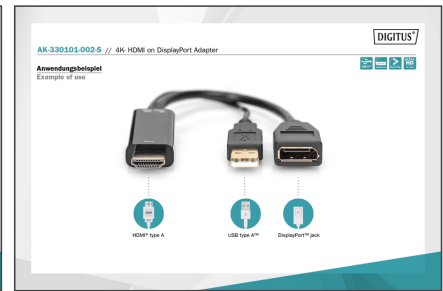 DIGITUS®
AK-330101-002-S // 4K- HDMI on DisplayPort Adapter
Anwendungsbeispiel
Example of use
HDMI™ type A
USB type A™
DisplayPort™ jack